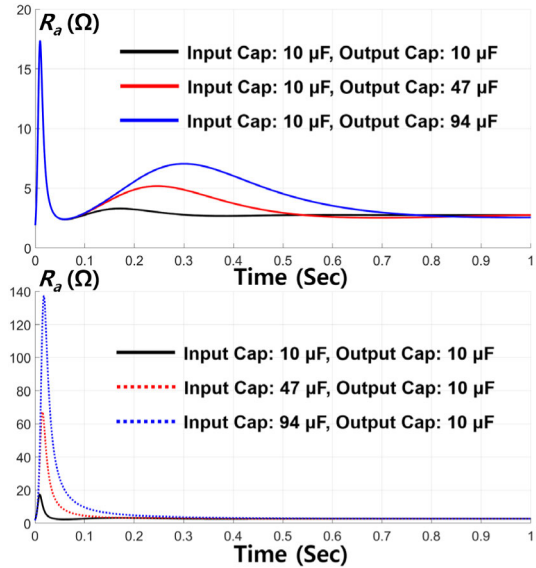 20
Rₐ (Ω)
Input Cap: 10 µF, Output Cap: 10 µF
15
Input Cap: 10 µF, Output Cap: 47 µF
Input Cap: 10 µF, Output Cap: 94 µF
10
5
0
0 0.1 0.2 0.3 0.4 0.5 0.6 0.7 0.8 0.9 1
Time (Sec)
Rₐ (Ω)
140
120
Input Cap: 10 µF, Output Cap: 10 µF
100
Input Cap: 47 µF, Output Cap: 10 µF
80
Input Cap: 94 µF, Output Cap: 10 µF
60
40
20
0
0 0.1 0.2 0.3 0.4 0.5 0.6 0.7 0.8 0.9 1
Time (Sec)